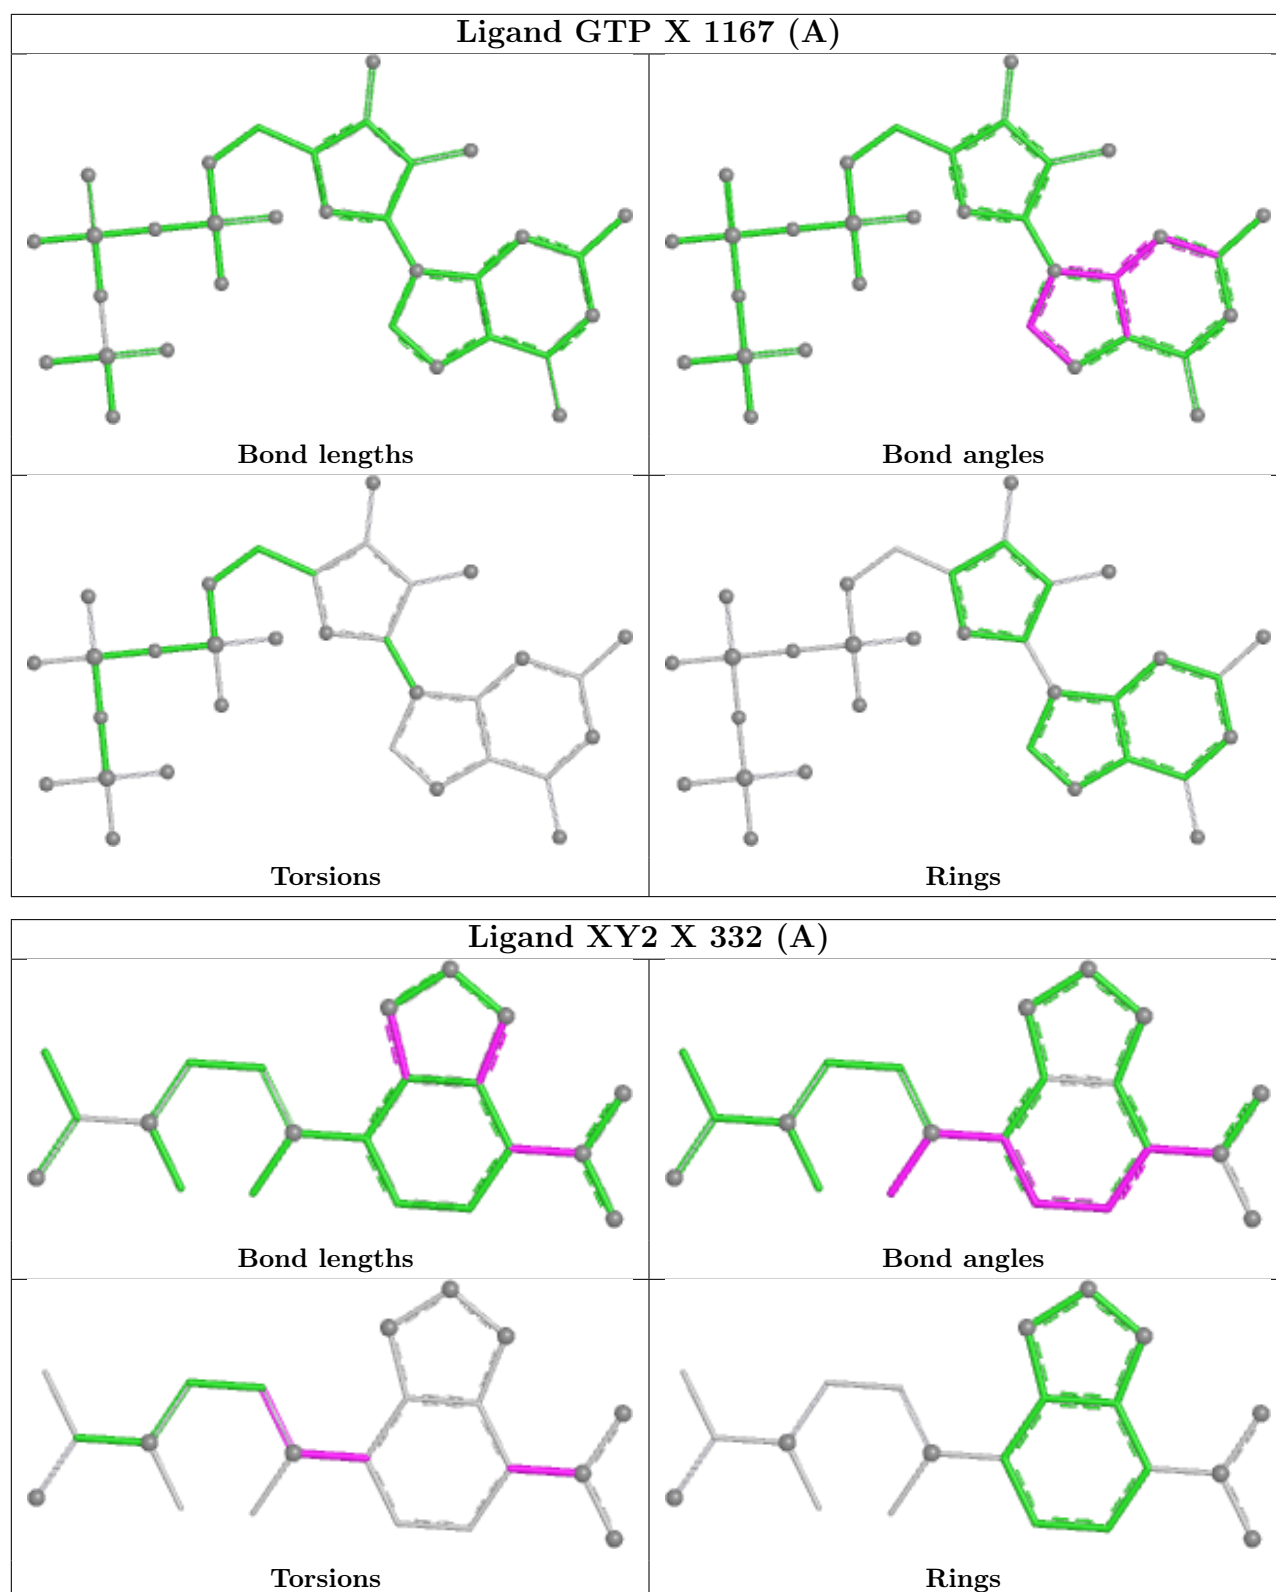 Ligand GTP X 1167 (A)
Bond lengths
Bond angles
Torsions
Rings
Ligand XY2 X 332 (A)
Bond lengths
Bond angles
Torsions
Rings